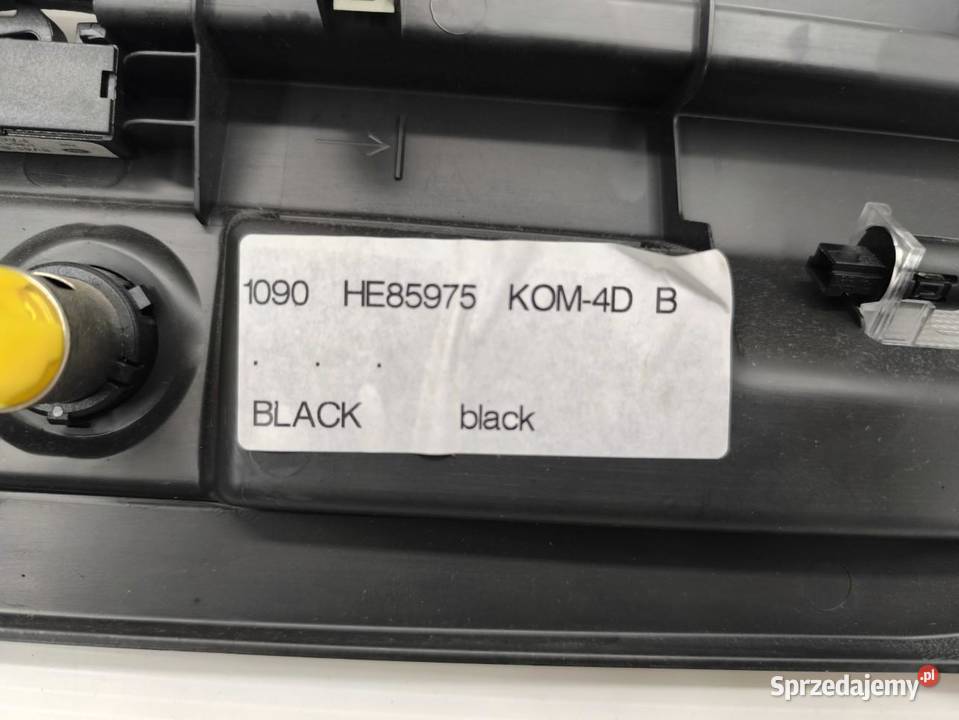 1090 HE85975 KOM-4D B
. . .
BLACK black
Sprzedajemy.pl